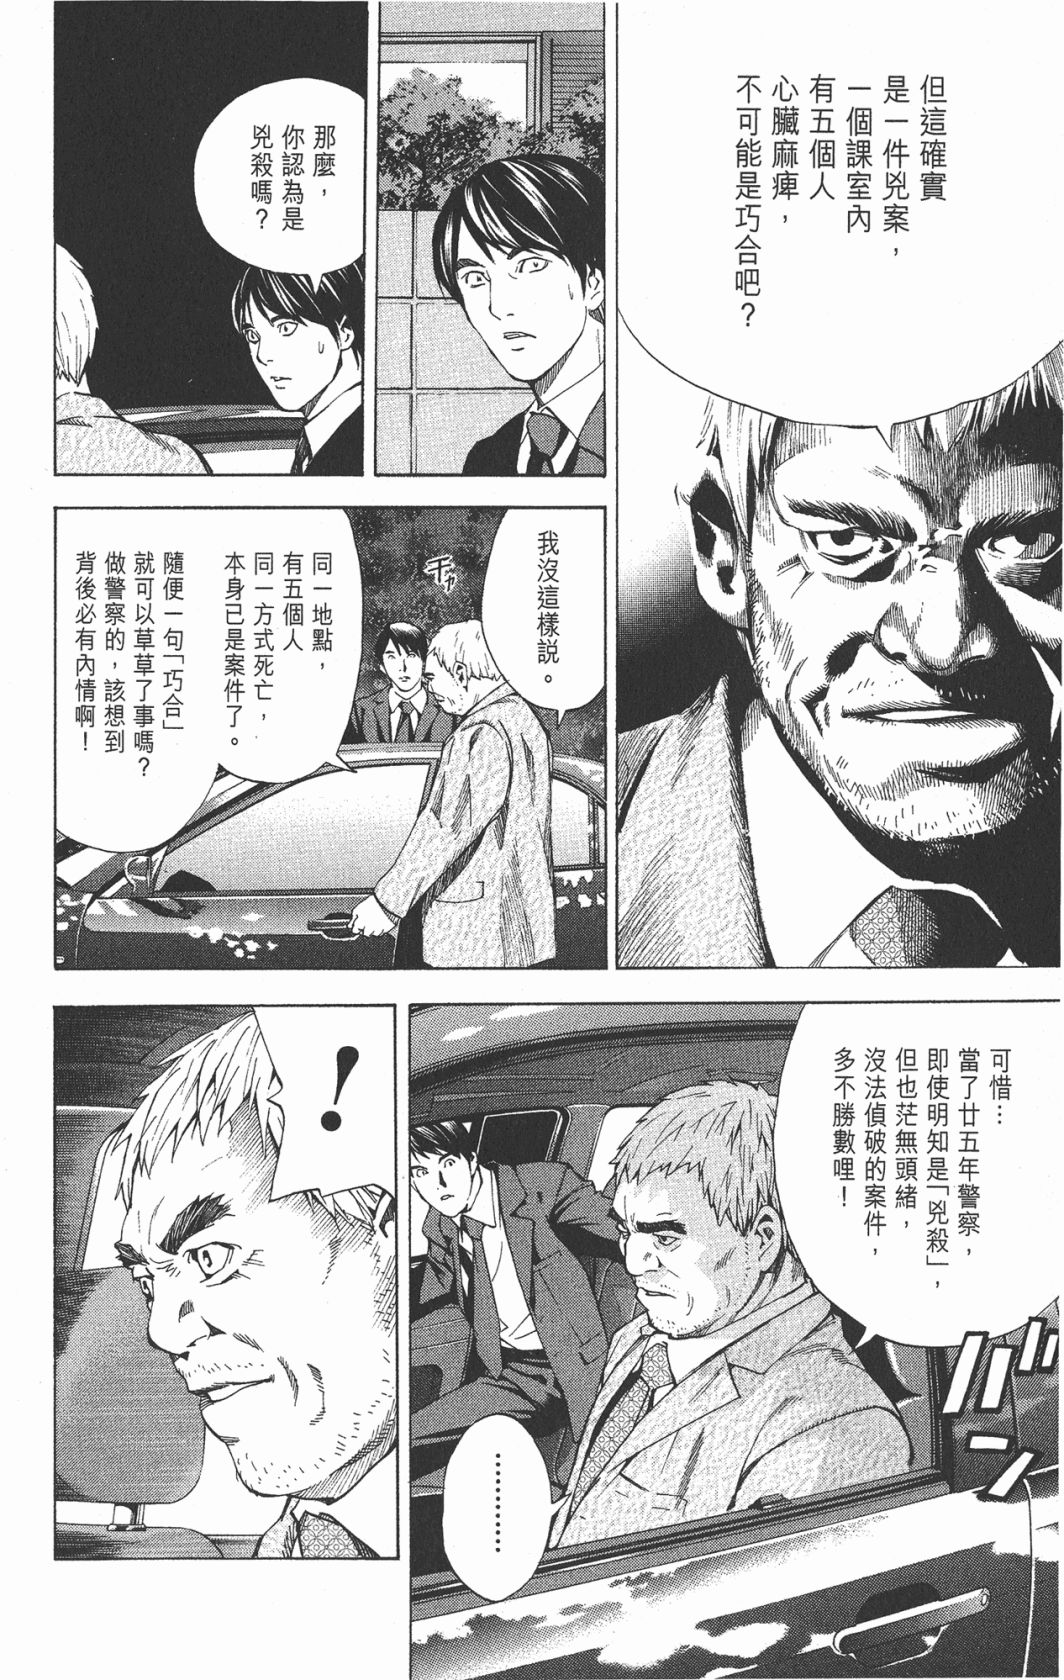 但這確實
是一件兇案，
一個課室內
有五個人
心臟麻痺，
不可能是巧合吧？
那麼，
你認為是
兇殺嗎？
我沒這樣說。
同一地點，
有五個人
同一方式死亡，
本身已是案件了。
隨便一句「巧合」
就可以草草了事嗎？
做警察的，該想到
背後必有內情啊！
可惜…
當了廿五年警察，
即使明知是「兇殺」，
但也茫無頭緒，
沒法偵破的案件，
多不勝數哩！
バン
………
！